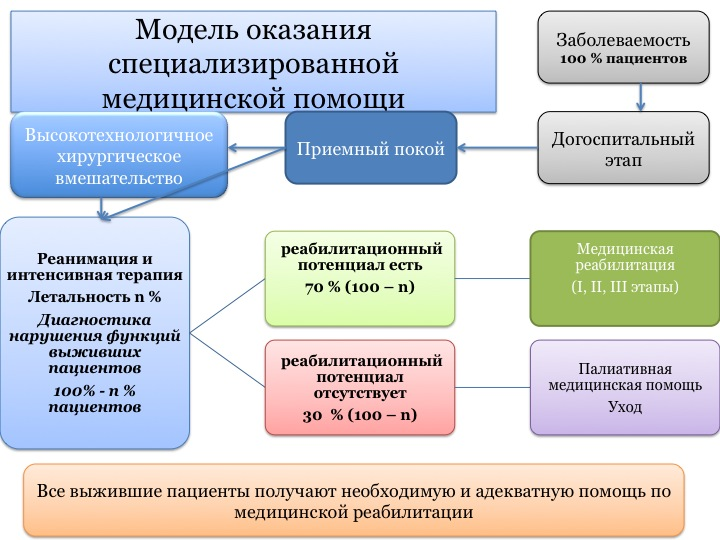 Модель оказания
специализированной
медицинской помощи
Заболеваемость
100 % пациентов
Высокотехнологичное
хирургическое
вмешательство
Приемный покой
Догоспитальный
этап
Реанимация и
интенсивная терапия
Летальность n %
Диагностика
нарушения функций
выживших
пациентов
100% - n %
пациентов
реабилитационный
потенциал есть
70 % (100 – n)
Медицинская
реабилитация
(I, II, III этапы)
реабилитационный
потенциал
отсутствует
30 % (100 – n)
Палиативная
медицинская помощь
Уход
Все выжившие пациенты получают необходимую и адекватную помощь по
медицинской реабилитации